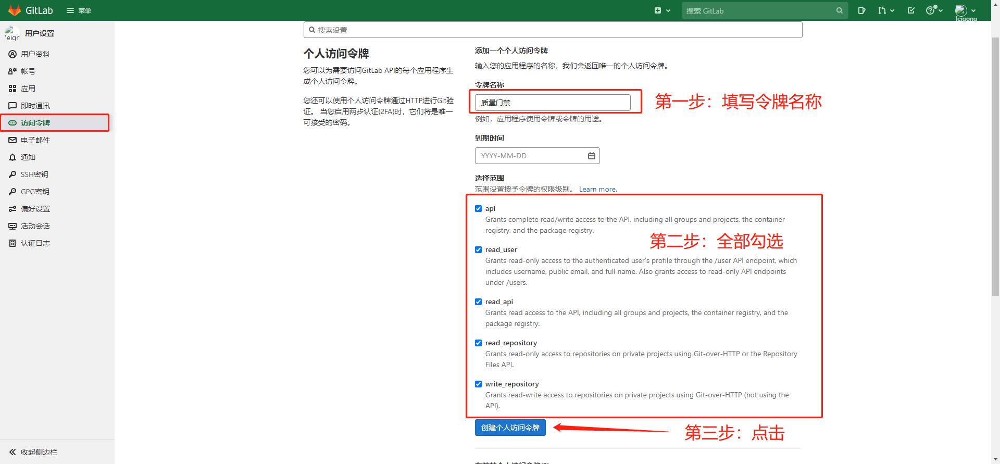 GitLab
菜单
搜索 GitLab
leigong
用户设置
用户资料
帐号
应用
即时通讯
访问令牌
电子邮件
通知
SSH密钥
GPG密钥
偏好设置
活动会话
认证日志
收起侧边栏
搜索设置
个人访问令牌
您可以为需要访问GitLab API的每个应用程序生
成个人访问令牌。
您还可以使用个人访问令牌通过HTTP进行Git验
证。 当您启用两步认证(2FA)时，它们将是唯一
可接受的密码。
添加一个个人访问令牌
输入您的应用程序的名称，我们会返回唯一的个人访问令牌。
令牌名称
质量门禁
第一步：填写令牌名称
例如，应用程序使用令牌或令牌的用途。
到期时间
YYYY-MM-DD
选择范围
范围设置授予令牌的权限级别。 Learn more.
api
Grants complete read/write access to the API, including all groups and projects, the container
registry, and the package registry.
第二步：全部勾选
read_user
Grants read-only access to the authenticated user's profile through the /user API endpoint, which
includes username, public email, and full name. Also grants access to read-only API endpoints
under /users.
read_api
Grants read access to the API, including all groups and projects, the container registry, and the
package registry.
read_repository
Grants read-only access to repositories on private projects using Git-over-HTTP or the Repository
Files API.
write_repository
Grants read-write access to repositories on private projects using Git-over-HTTP (not using the
API).
创建个人访问令牌
第三步：点击